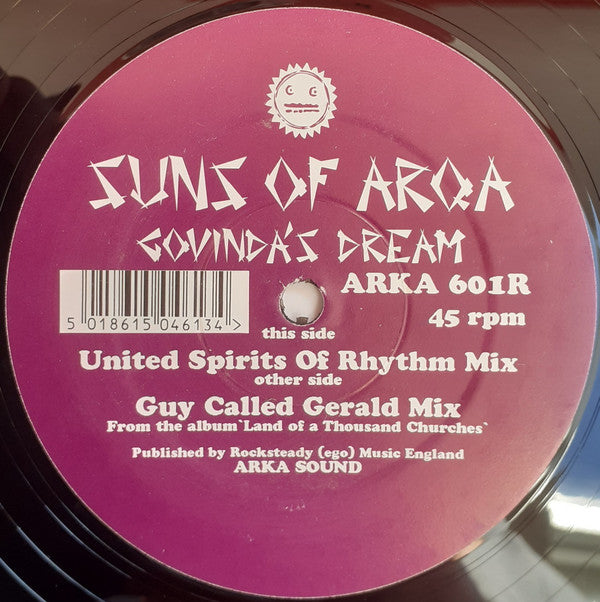 SUNS OF ARQA
GOVINDA'S DREAM
ARKA 601R
5 018615 046134 >
45 rpm
this side
United Spirits Of Rhythm Mix
other side
Guy Called Gerald Mix
From the album `Land of a Thousand Churches`
Published by Rocksteady (ego) Music England
ARKA SOUND